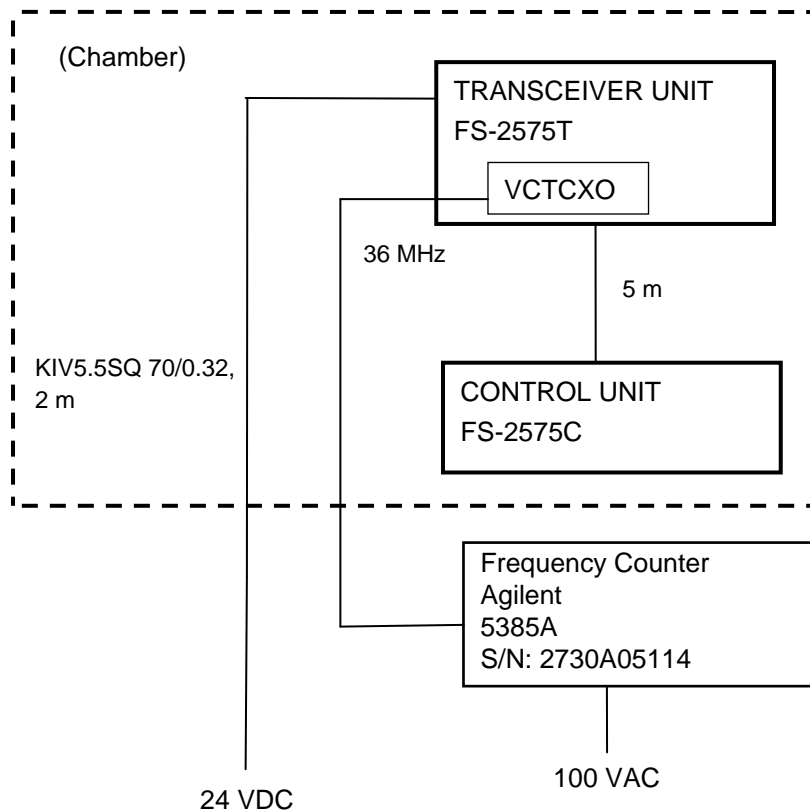 (Chamber)
TRANSCEIVER UNIT
FS-2575T
VCTCXO
36 MHz
5 m
KIV5.5SQ 70/0.32,
2 m
CONTROL UNIT
FS-2575C
Frequency Counter
Agilent
5385A
S/N: 2730A05114
24 VDC
100 VAC